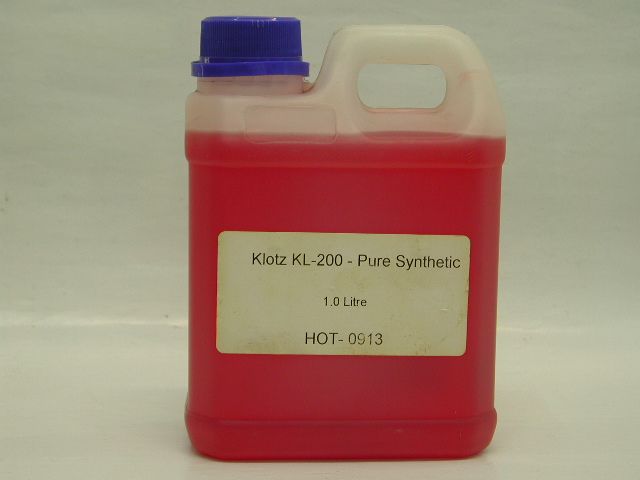 Klotz KL-200 - Pure Synthetic
1.0 Litre
HOT- 0913